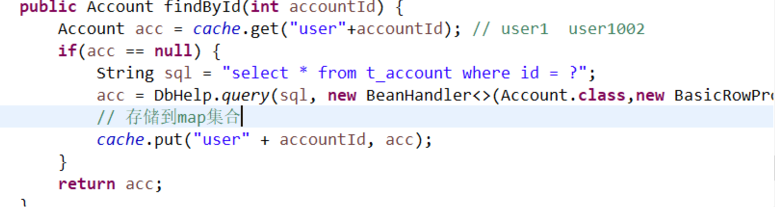 public Account findById(int accountId) {
Account acc = cache.get("user"+accountId); // user1 user1002
if(acc == null) {
String sql = "select * from t_account where id = ?";
acc = DbHelp.query(sql, new BeanHandler<>(Account.class,new BasicRowPro
// 存储到map集合
cache.put("user" + accountId, acc);
}
return acc;
}